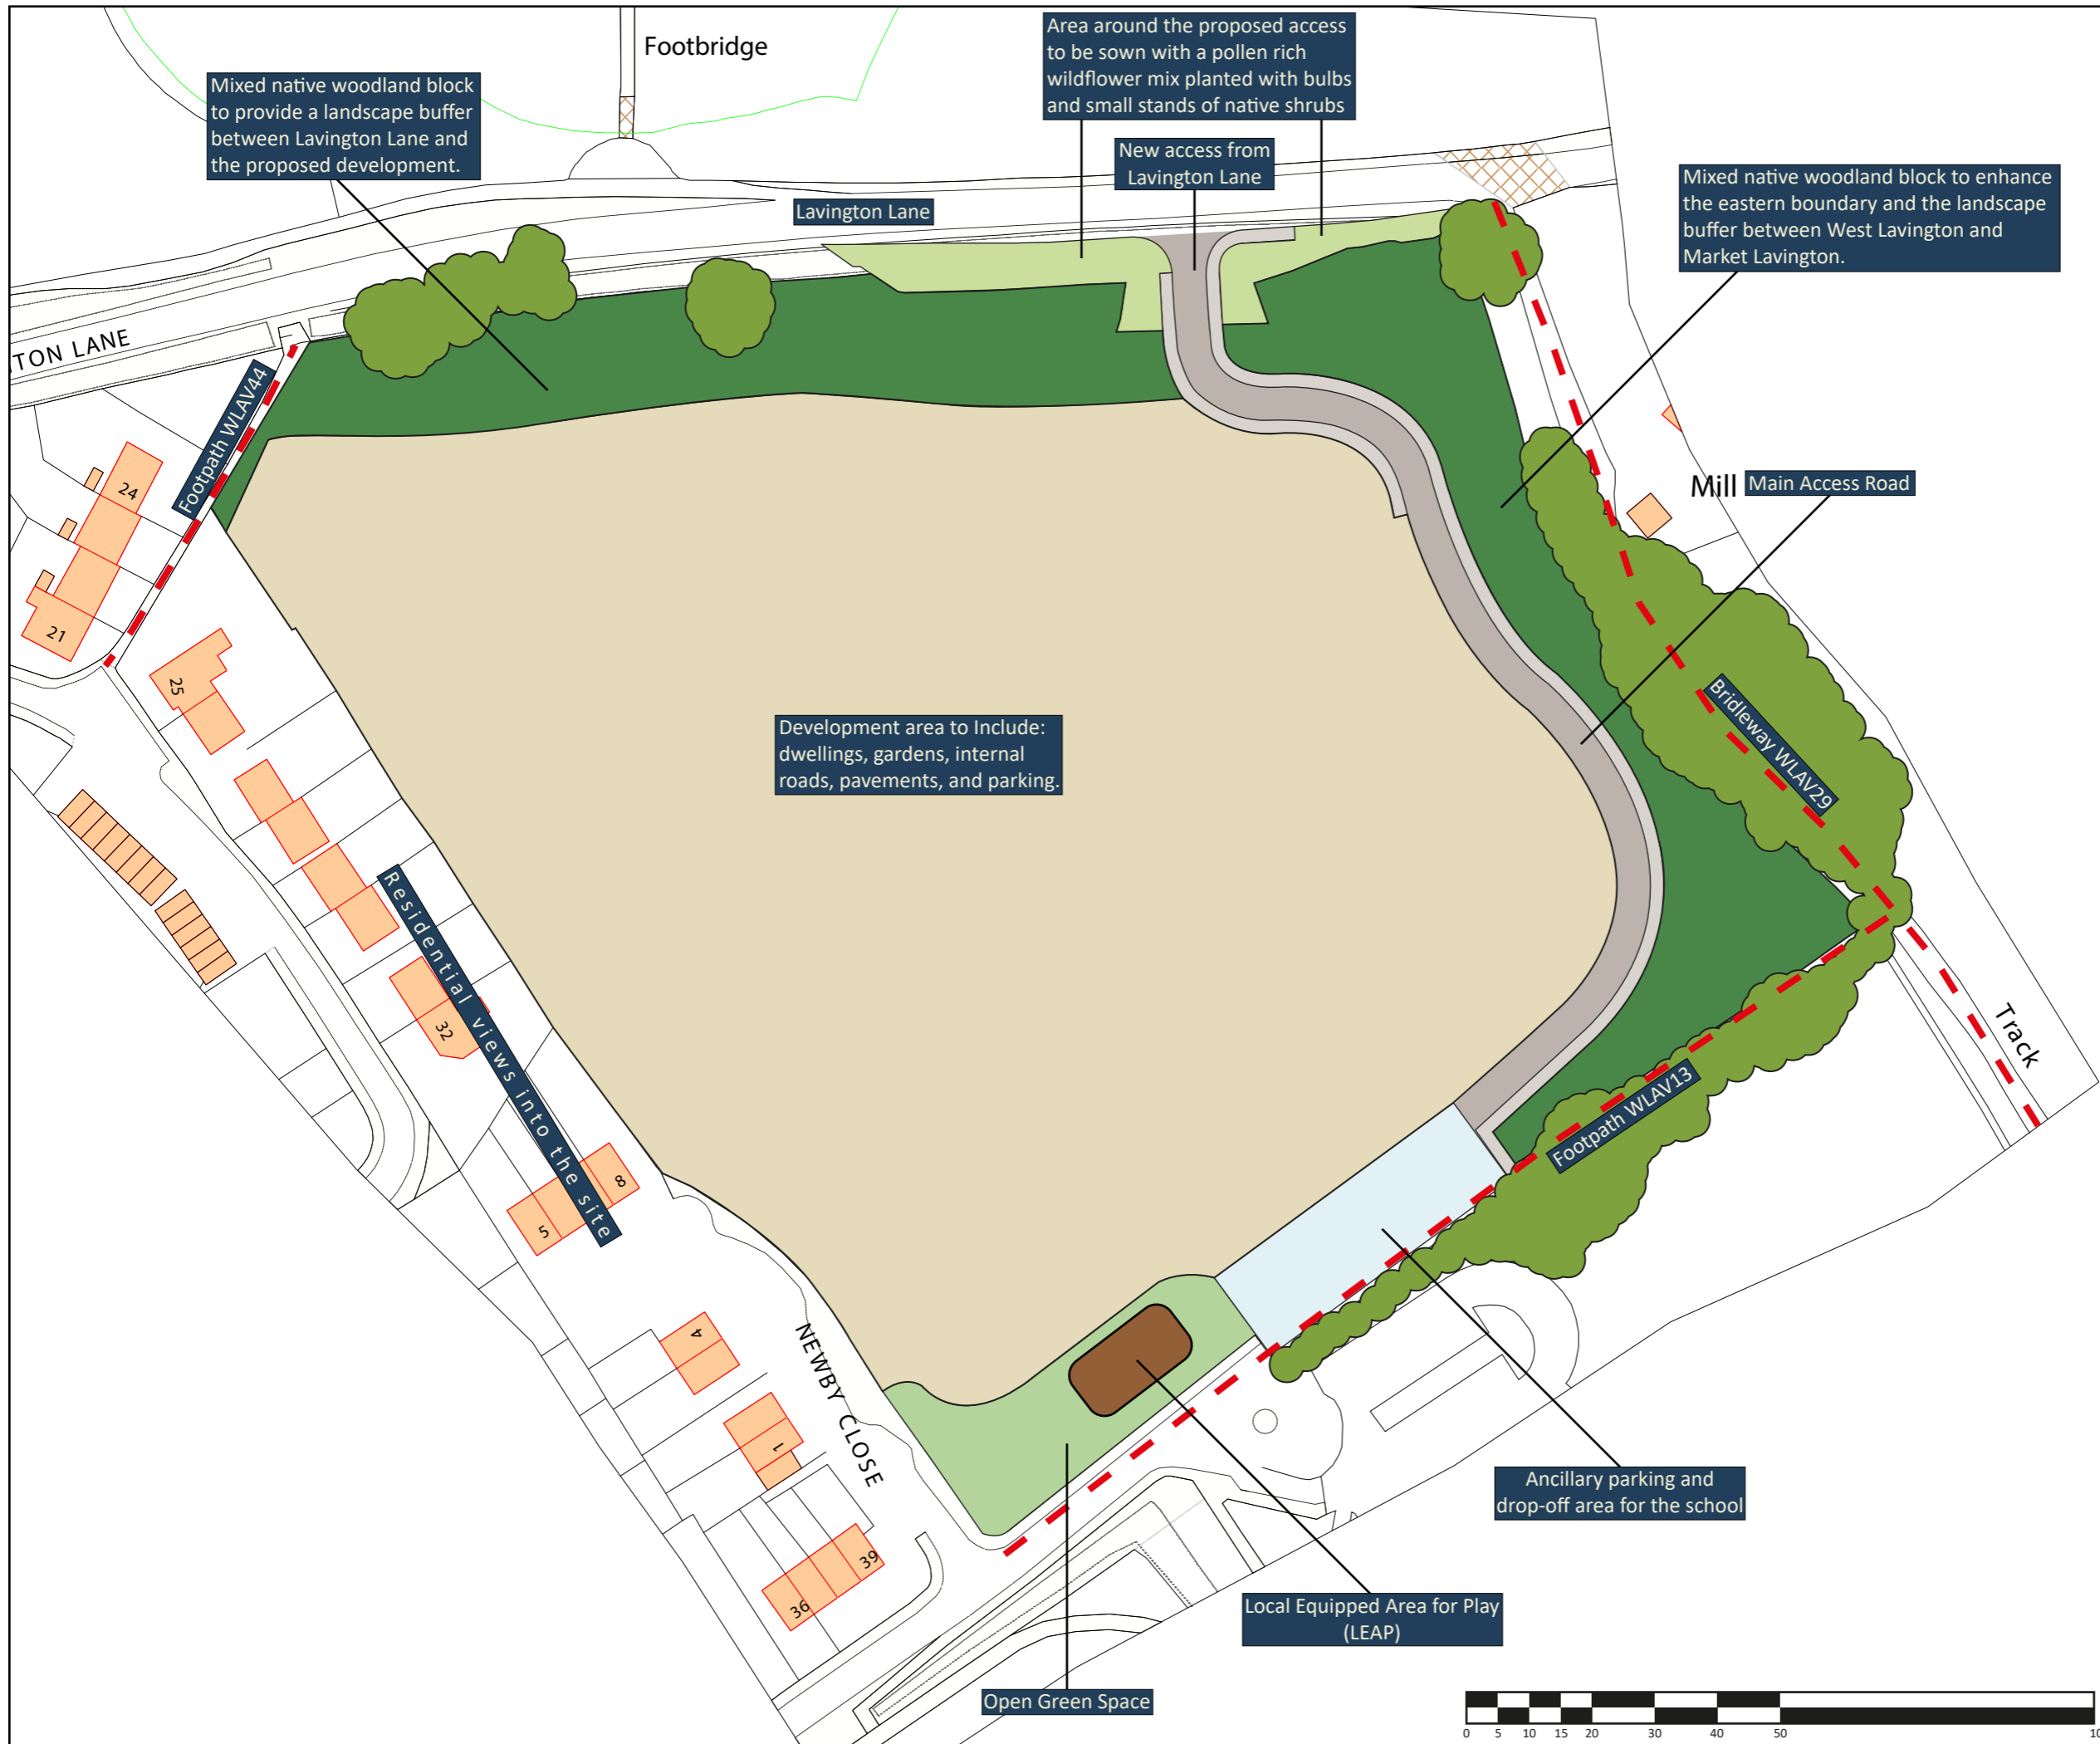 Footbridge
Area around the proposed access
to be sown with a pollen rich
wildflower mix planted with bulbs
and small stands of native shrubs
Mixed native woodland block
to provide a landscape buffer
between Lavington Lane and
the proposed development.
New access from
Lavington Lane
Mixed native woodland block to enhance
the eastern boundary and the landscape
buffer between West Lavington and
Market Lavington.
Lavington Lane
TON LANE
Footpath WLAV44
24
21
25
Mill
Main Access Road
Bridleway WLAV29
Development area to Include:
dwellings, gardens, internal
roads, pavements, and parking.
Residential views into the site
32
Track
Footpath WLAV13
8
5
4
NEWBY CLOSE
1
39
36
Ancillary parking and
drop-off area for the school
Local Equipped Area for Play
(LEAP)
Open Green Space
0 5 10 15 20 30 40 50 10